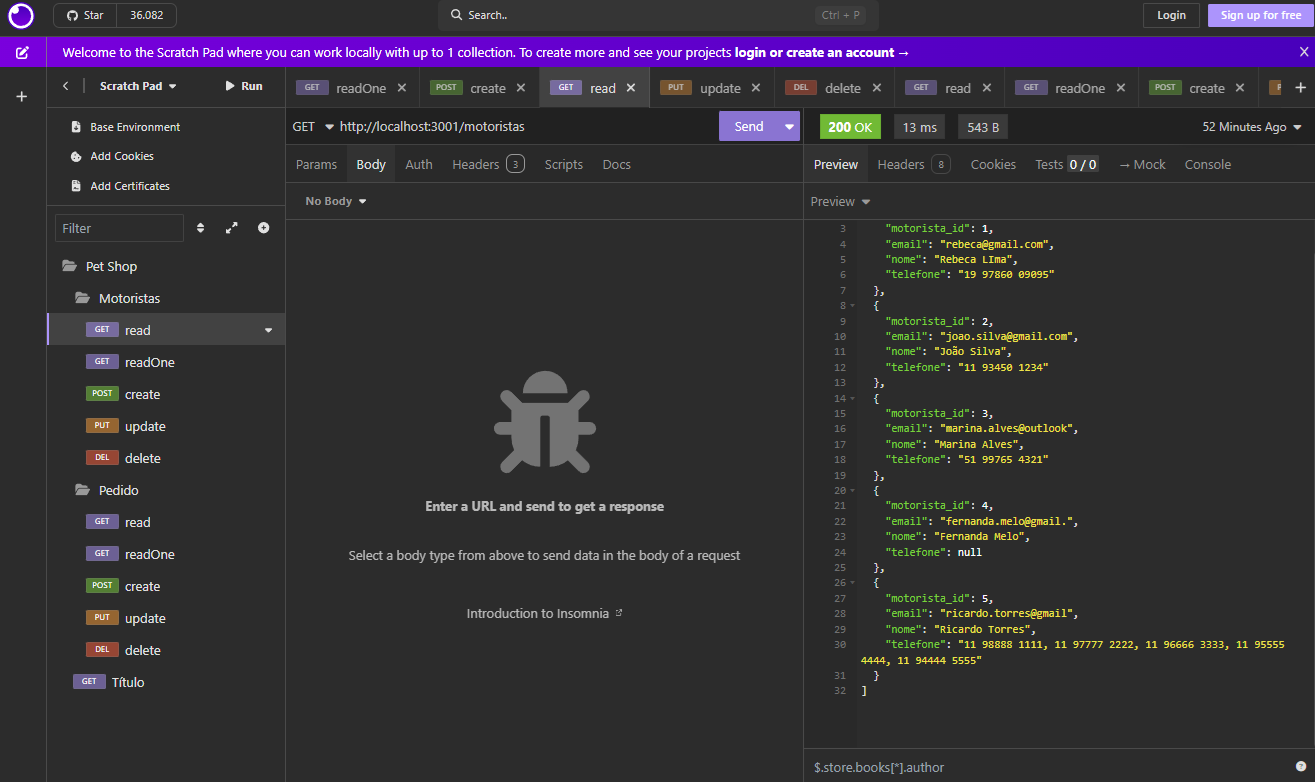 Star 36.082 Search.. Ctrl + P Login Sign up for free
Welcome to the Scratch Pad where you can work locally with up to 1 collection. To create more and see your projects login or create an account → X
Scratch Pad Run
Base Environment
Add Cookies
Add Certificates
Filter
Pet Shop
Motoristas
GET read
GET readOne
POST create
PUT update
DEL delete
Pedido
GET read
GET readOne
POST create
PUT update
DEL delete
GET Título
GET readOne POST create GET read PUT update DEL delete GET read GET readOne POST create
GET http://localhost:3001/motoristas Send
Params Body Auth Headers 3 Scripts Docs
No Body
Enter a URL and send to get a response
Select a body type from above to send data in the body of a request
Introduction to Insomnia
200 OK 13 ms 543 B 52 Minutes Ago
Preview Headers 8 Cookies Tests 0 / 0 → Mock Console
Preview
3 "motorista_id": 1,
4 "email": "rebeca@gmail.com",
5 "nome": "Rebeca LIma",
6 "telefone": "19 97860 09095"
7 },
8 {
9 "motorista_id": 2,
10 "email": "joao.silva@gmail.com",
11 "nome": "João Silva",
12 "telefone": "11 93450 1234"
13 },
14 {
15 "motorista_id": 3,
16 "email": "marina.alves@outlook",
17 "nome": "Marina Alves",
18 "telefone": "51 99765 4321"
19 },
20 {
21 "motorista_id": 4,
22 "email": "fernanda.melo@gmail.",
23 "nome": "Fernanda Melo",
24 "telefone": null
25 },
26 {
27 "motorista_id": 5,
28 "email": "ricardo.torres@gmail",
29 "nome": "Ricardo Torres",
30 "telefone": "11 98888 1111, 11 97777 2222, 11 96666 3333, 11 95555
4444, 11 94444 5555"
31 }
32 ]
$.store.books[*].author